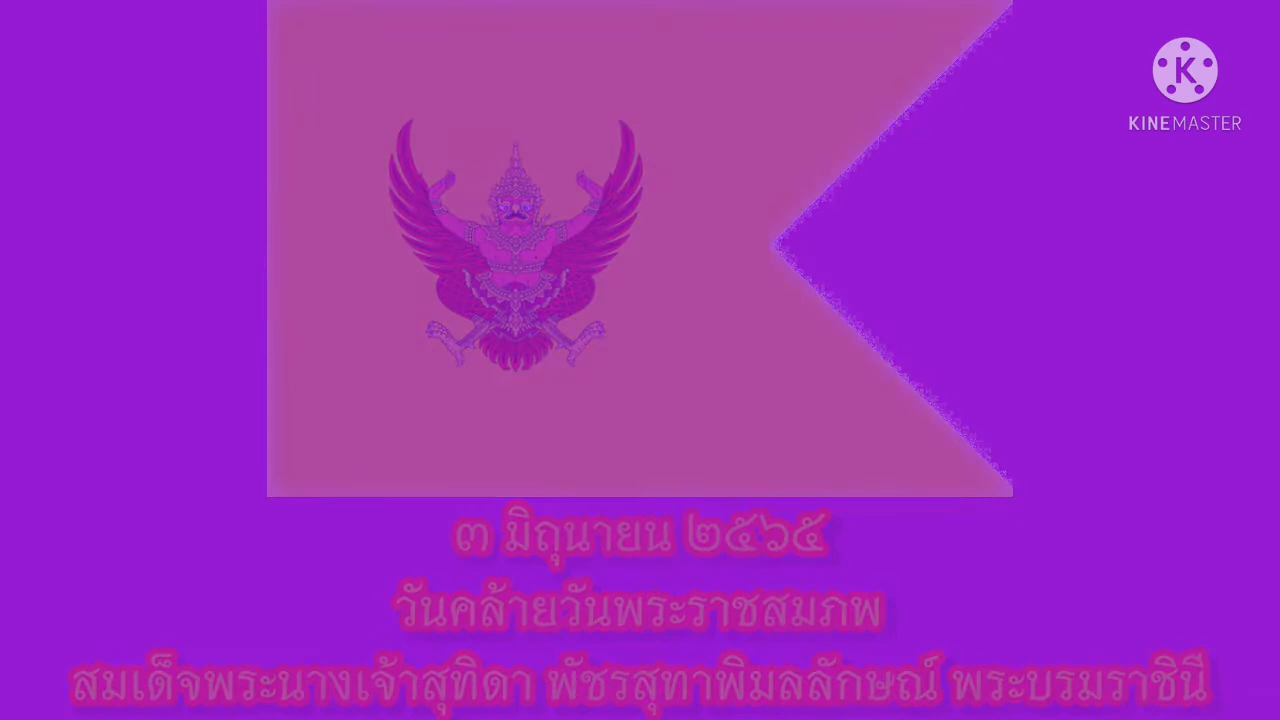 KINEMASTER
๓ มิถุนายน ๒๕๖๕
วันคล้ายวันพระราชสมภพ
สมเด็จพระนางเจ้าสุทิดา พัชรสุทาพิมลลักษณ์ พระบรมราชินี